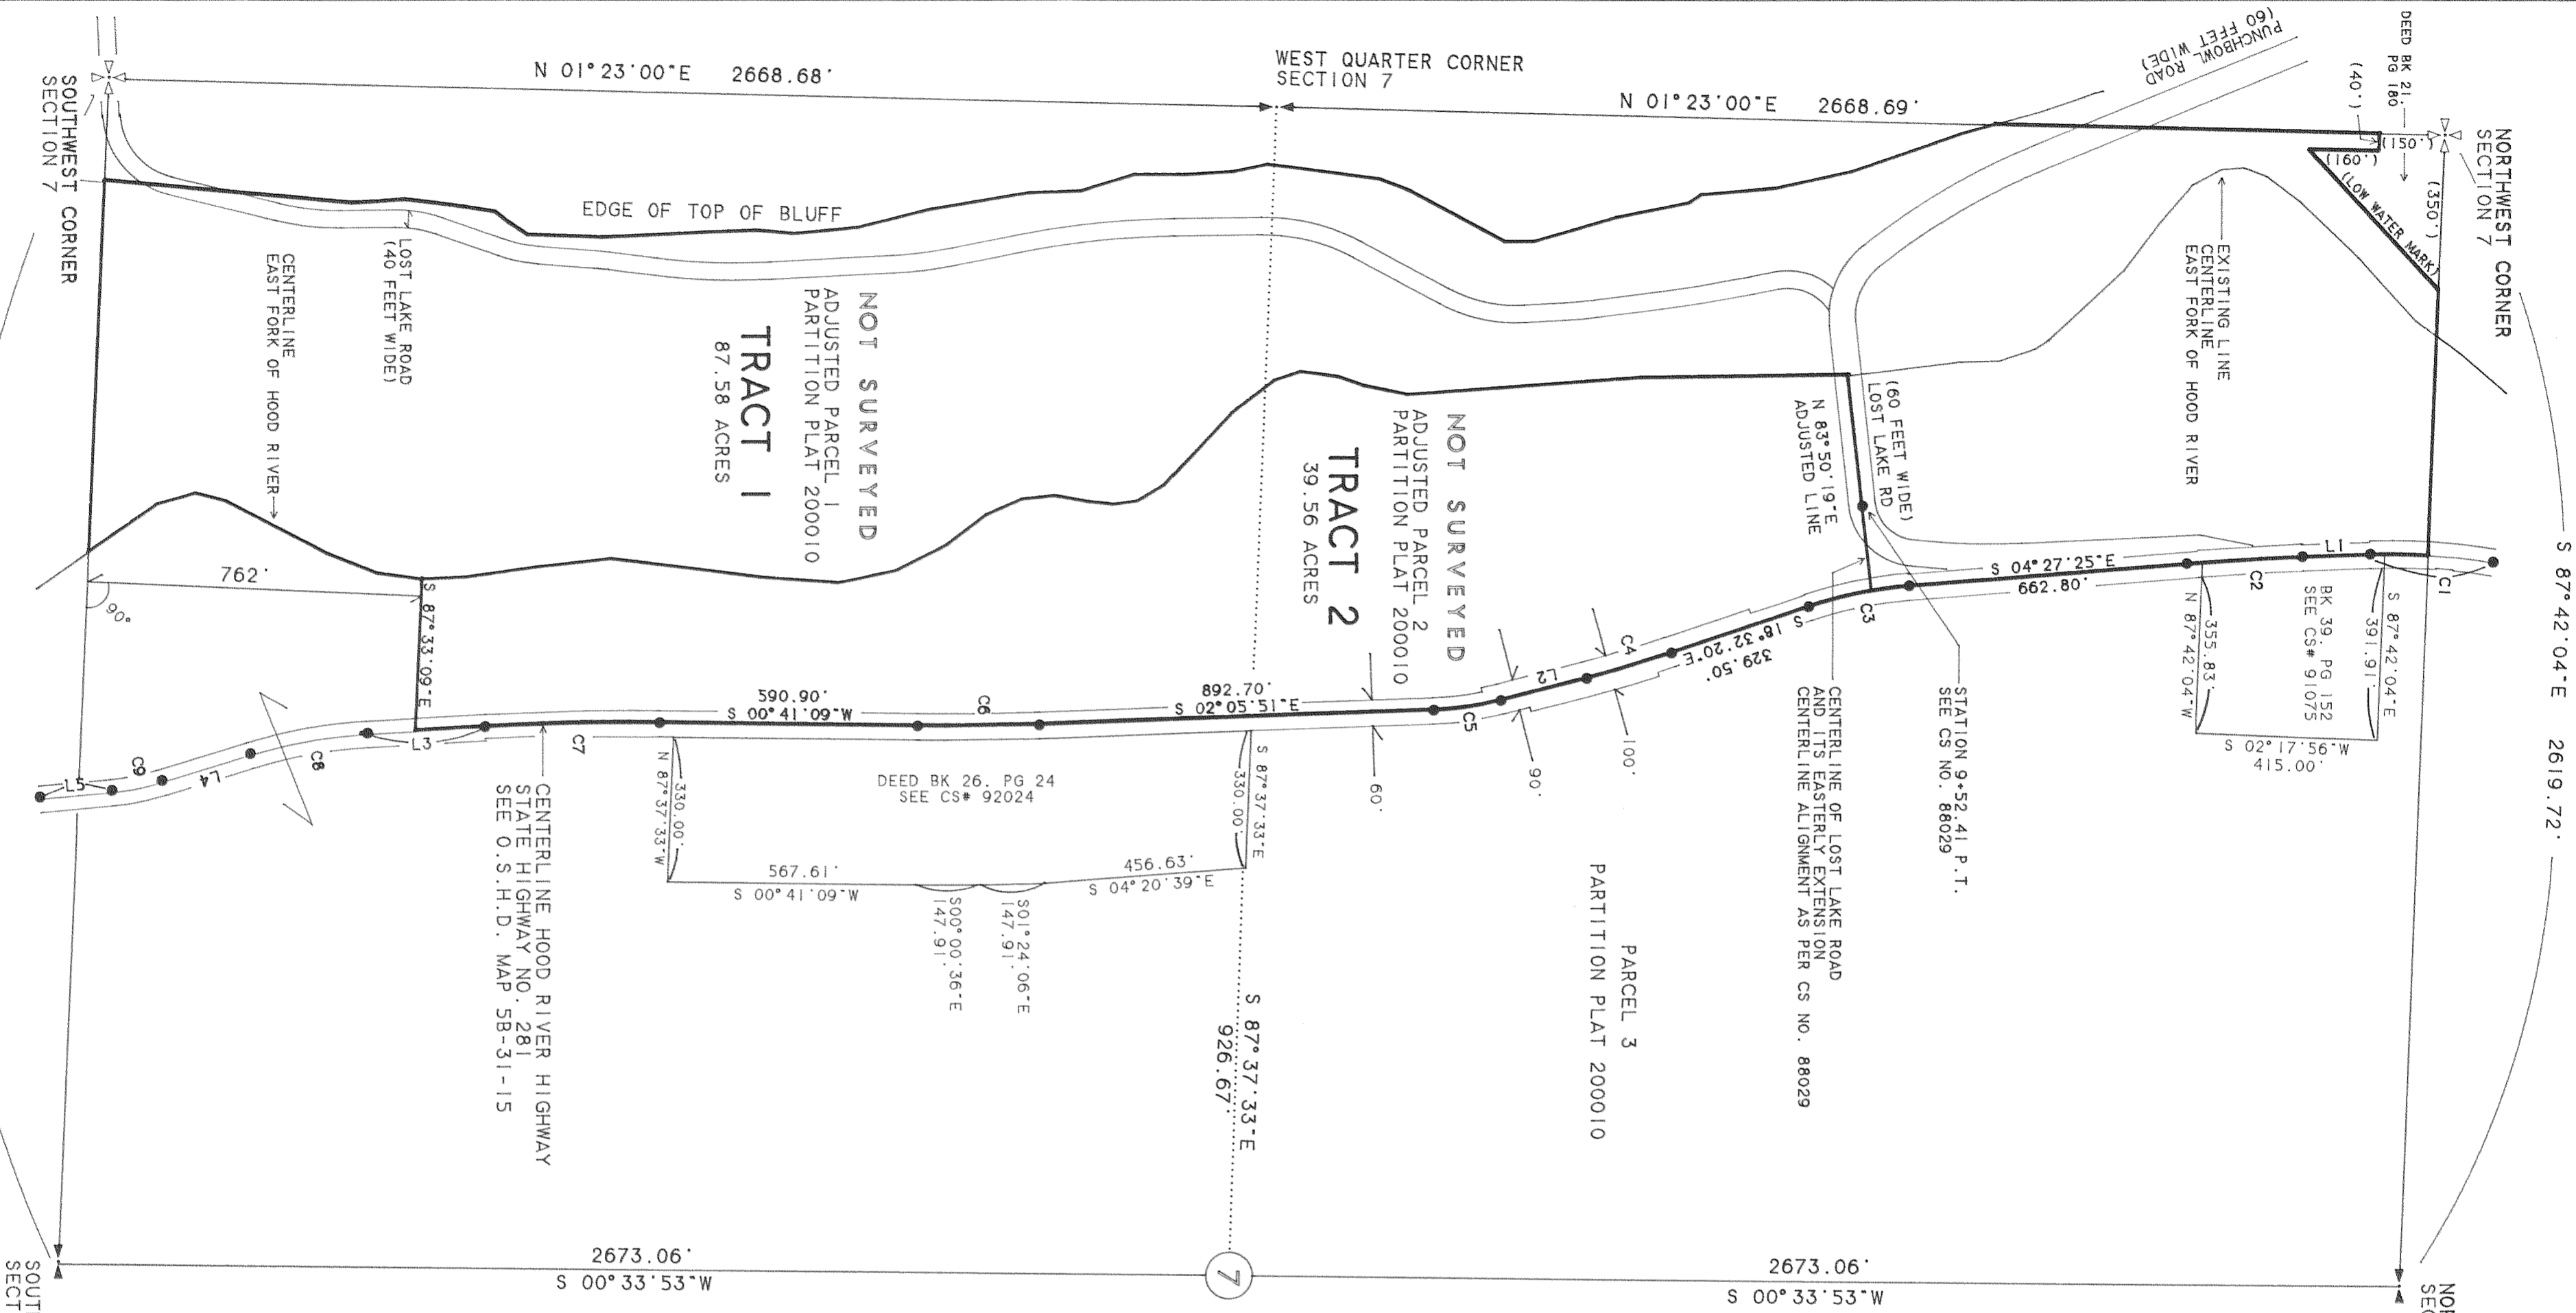 N 01°23'00"E 2668.68'
WEST QUARTER CORNER
SECTION 7
N 01°23'00"E 2668.69'
PUNCHBOWL ROAD
(60 FFET WIDE)
DEED BK 21.
PG 180
(40')
(150.)
(160.)
(350')
(LOW WATER MARK)
NORTHWEST CORNER
SECTION 7
SOUTHWEST CORNER
SECTION 7
EDGE OF TOP OF BLUFF
LOST LAKE ROAD
(40 FEET WIDE)
CENTERLINE
EAST FORK OF HOOD RIVER
EXISTING LINE
CENTERLINE
EAST FORK OF HOOD RIVER
NOT SURVEYED
ADJUSTED PARCEL 1
PARTITION PLAT 200010
TRACT 1
87.58 ACRES
NOT SURVEYED
ADJUSTED PARCEL 2
PARTITION PLAT 200010
TRACT 2
39.56 ACRES
(60 FEET WIDE)
LOST LAKE RD
N 83°50'19"E
ADJUSTED LINE
S 87°42'04"E 2619.72'
L1
C1
C2
S 04°27'25"E
662.80'
C3
S 18°32'20"E
329.50'
C4
L2
C5
S 87°42'04"E
391.91'
BK 39. PG 152
SEE CS# 91075
355.83'
N 87°42'04"W
S 02°17'56"W
415.00'
STATION 9+52.41 P.T.
SEE CS NO. 88029
CENTERLINE OF LOST LAKE ROAD
AND ITS EASTERLY EXTENSION
CENTERLINE ALIGNMENT AS PER CS NO. 88029
100'
90'
60'
762'
90°
S 87°33'09"E
590.90'
S 00°41'09"W
C6
892.70'
S 02°05'51"E
C7
L3
C8
L4
C9
L5
N 87°37'33"W
330.00'
DEED BK 26. PG 24
SEE CS# 92024
S 87°37'33"E
330.00'
567.61'
S 00°41'09"W
456.63'
S 04°20'39"E
S01°24'06"E
147.91'
S00°00'36"E
147.91'
CENTERLINE HOOD RIVER HIGHWAY
STATE HIGHWAY NO. 281
SEE O.S.H.D. MAP 5B-31-15
PARCEL 3
PARTITION PLAT 200010
S 87°37'33"E
926.67'
2673.06'
S 00°33'53"W
7
2673.06'
S 00°33'53"W
SOUT
SECT
NOR
SE